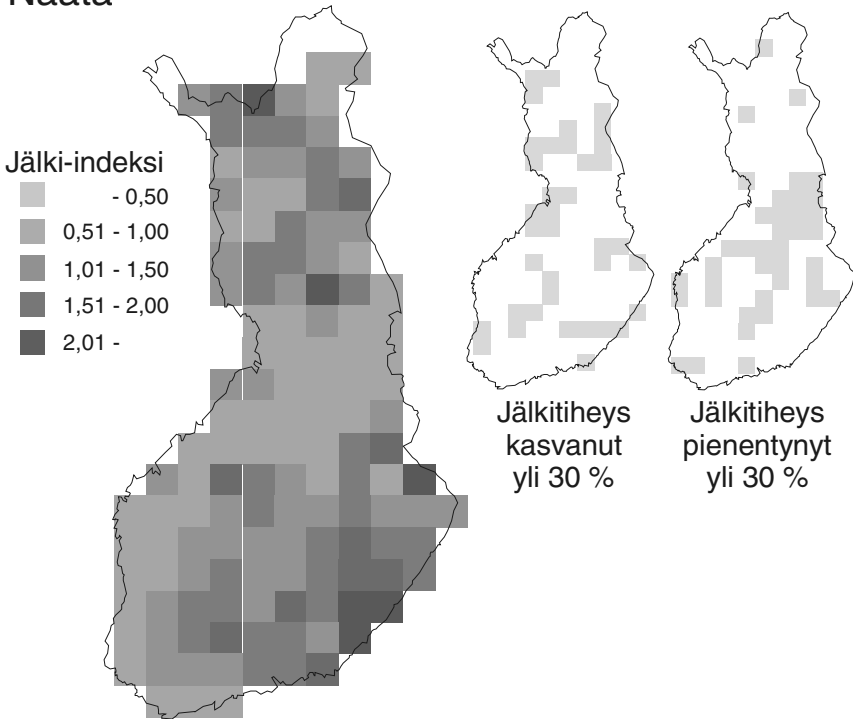 Näätä
Jälki-indeksi
- 0,50
0,51 - 1,00
1,01 - 1,50
1,51 - 2,00
2,01 -
Jälkitiheys
kasvanut
yli 30 %
Jälkitiheys
pienentynyt
yli 30 %